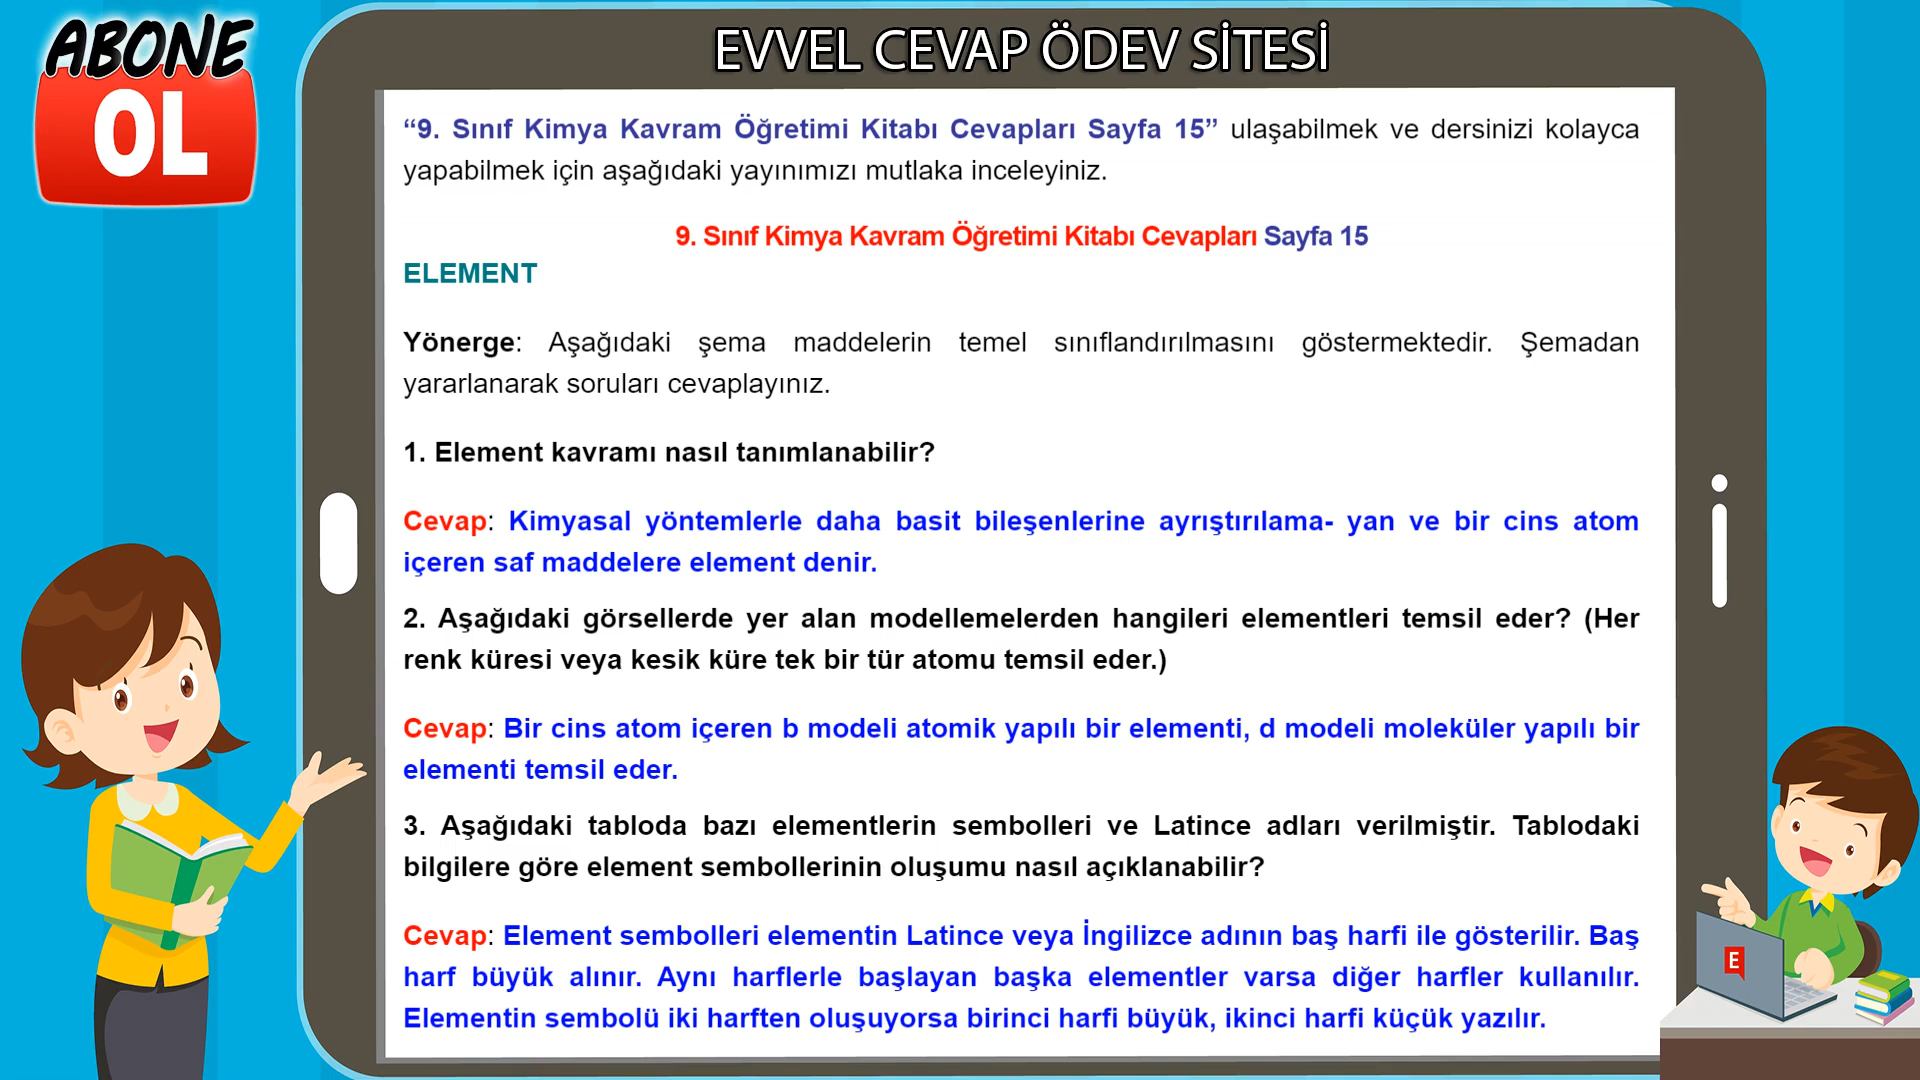 ABONE
OL
EVVEL CEVAP ÖDEV SİTESİ
“9. Sınıf Kimya Kavram Öğretimi Kitabı Cevapları Sayfa 15” ulaşabilmek ve dersinizi kolayca
yapabilmek için aşağıdaki yayınımızı mutlaka inceleyiniz.
9. Sınıf Kimya Kavram Öğretimi Kitabı Cevapları Sayfa 15
ELEMENT
Yönerge: Aşağıdaki şema maddelerin temel sınıflandırılmasını göstermektedir. Şemadan
yararlanarak soruları cevaplayınız.
1. Element kavramı nasıl tanımlanabilir?
Cevap: Kimyasal yöntemlerle daha basit bileşenlerine ayrıştırılama- yan ve bir cins atom
içeren saf maddelere element denir.
2. Aşağıdaki görsellerde yer alan modellemelerden hangileri elementleri temsil eder? (Her
renk küresi veya kesik küre tek bir tür atomu temsil eder.)
Cevap: Bir cins atom içeren b modeli atomik yapılı bir elementi, d modeli moleküler yapılı bir
elementi temsil eder.
3. Aşağıdaki tabloda bazı elementlerin sembolleri ve Latince adları verilmiştir. Tablodaki
bilgilere göre element sembollerinin oluşumu nasıl açıklanabilir?
Cevap: Element sembolleri elementin Latince veya İngilizce adının baş harfi ile gösterilir. Baş
harf büyük alınır. Aynı harflerle başlayan başka elementler varsa diğer harfler kullanılır.
Elementin sembolü iki harften oluşuyorsa birinci harfi büyük, ikinci harfi küçük yazılır.
E